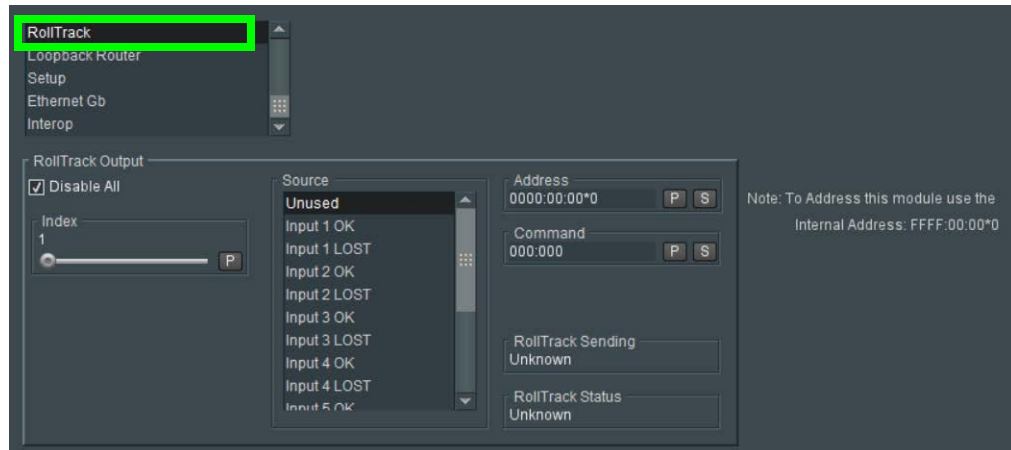 RollTrack
Loopback Router
Setup
Ethernet Gb
Interop
RollTrack Output
Disable All
Index
1
P
Source
Unused
Input 1 OK
Input 1 LOST
Input 2 OK
Input 2 LOST
Input 3 OK
Input 3 LOST
Input 4 OK
Input 4 LOST
Input 5 OK
Address
0000:00:00*0
P S
Command
000:000
P S
RollTrack Sending
Unknown
RollTrack Status
Unknown
Note: To Address this module use the
Internal Address: FFFF:00:00*0